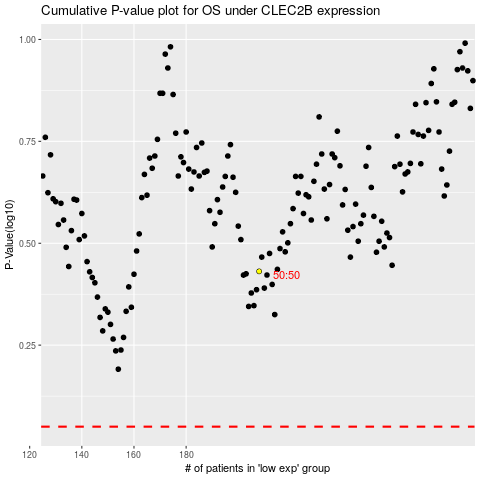 Cumulative P-value plot for OS under CLEC2B expression
1.00
0.75
0.50
0.25
P-Value(log10)
50:50
120 140 160 180
# of patients in 'low exp' group